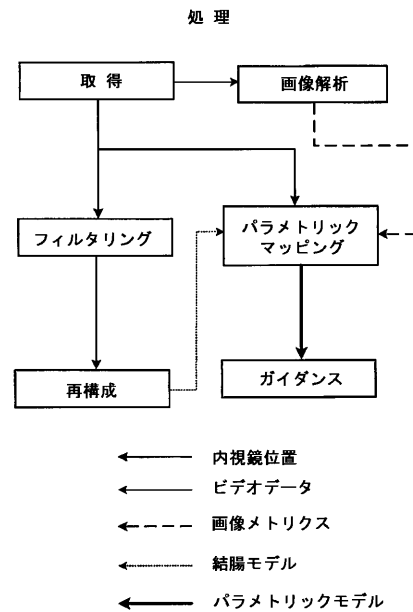 処 理
取 得
画像解析
フィルタリング
パラメトリック
マッピング
再構成
ガイダンス
内視鏡位置
ビデオデータ
画像メトリクス
結腸モデル
パラメトリックモデル